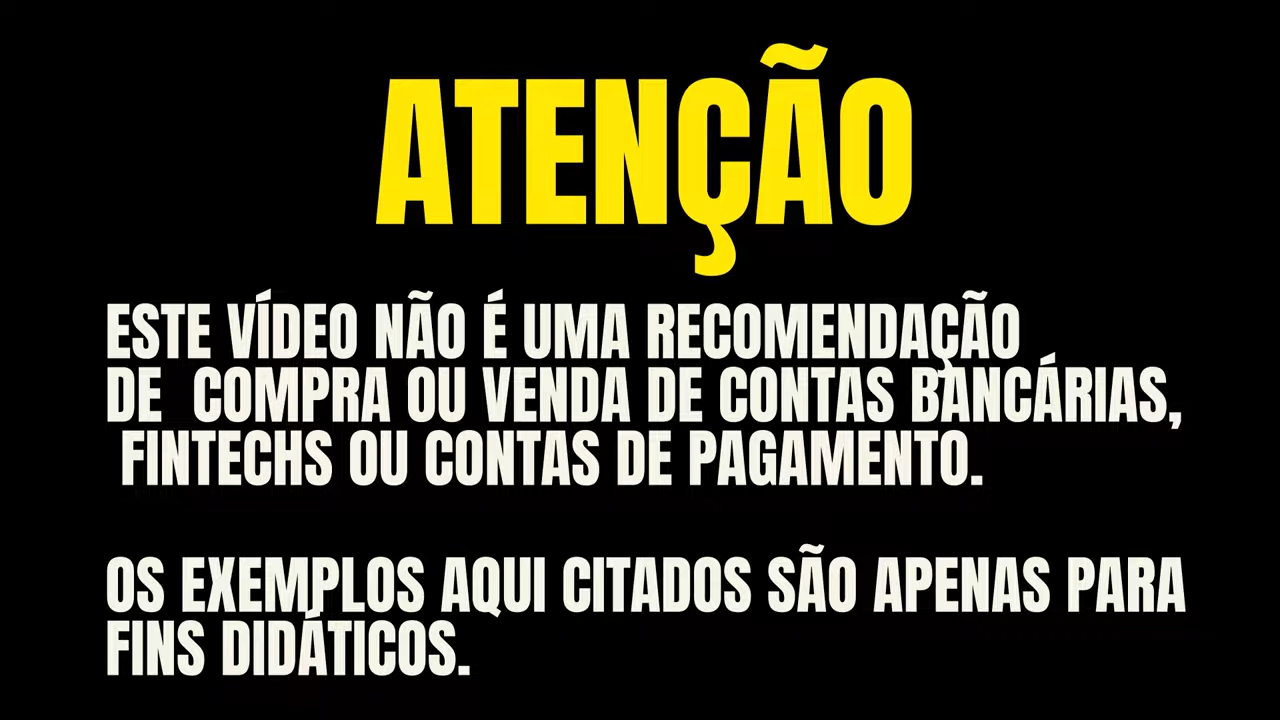 ATENÇÃO
ESTE VÍDEO NÃO É UMA RECOMENDAÇÃO
DE COMPRA OU VENDA DE CONTAS BANCÁRIAS,
FINTECHS OU CONTAS DE PAGAMENTO.
OS EXEMPLOS AQUI CITADOS SÃO APENAS PARA
FINS DIDÁTICOS.